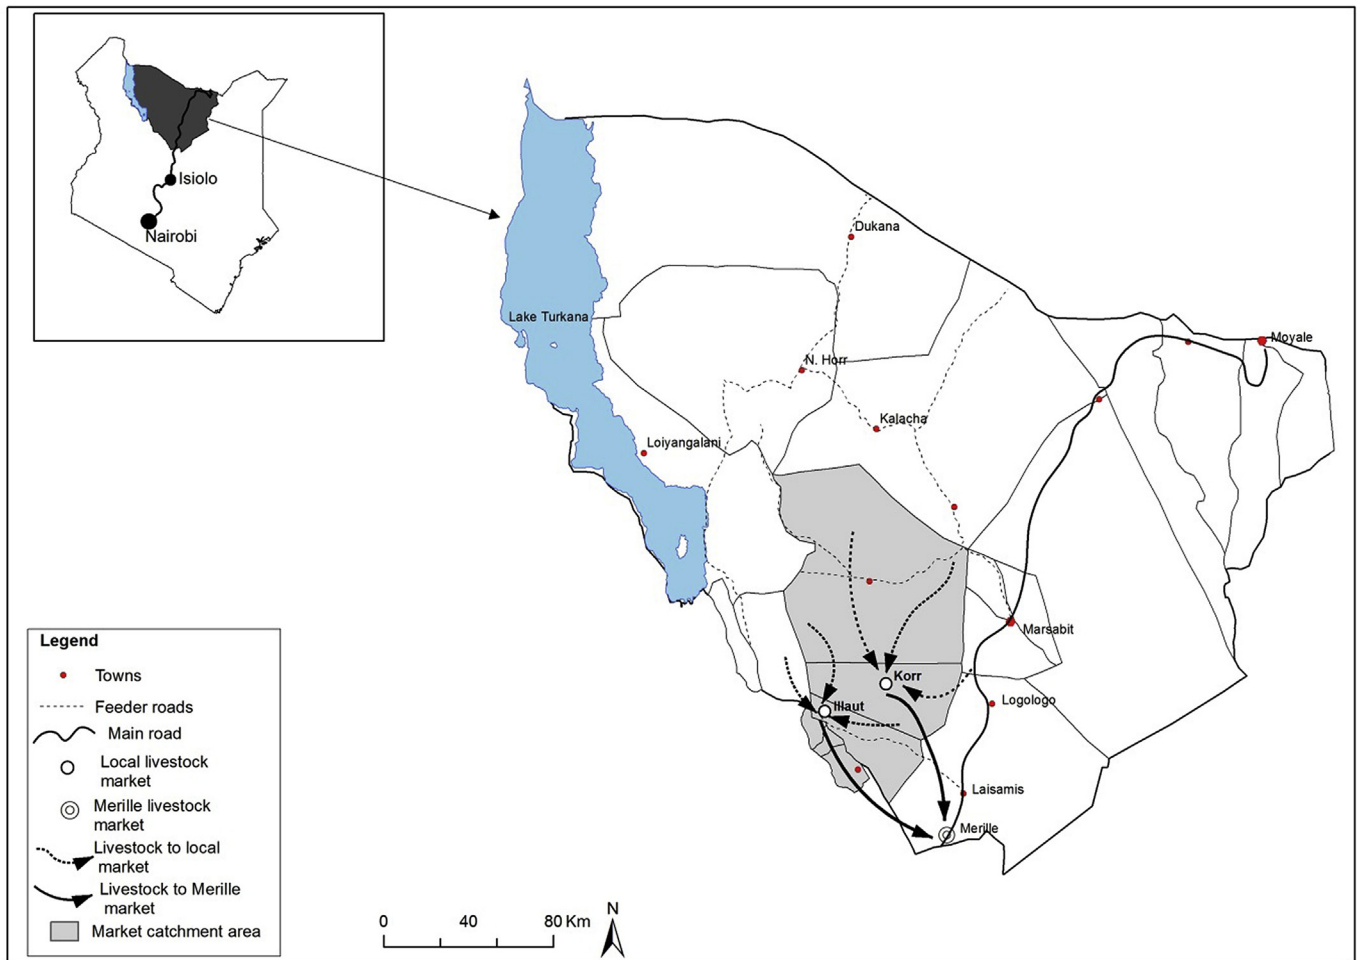 Isiolo
Nairobi
Dukana
Lake Turkana
Moyale
N. Horr
Kalacha
Loiyangalani
Marsabit
Korr
Logologo
Illaut
Laisamis
Merille
Legend
Towns
Feeder roads
Main road
Local livestock
market
Merille livestock
market
Livestock to local
market
Livestock to Merille
market
Market catchment area
0 40 80 Km
N